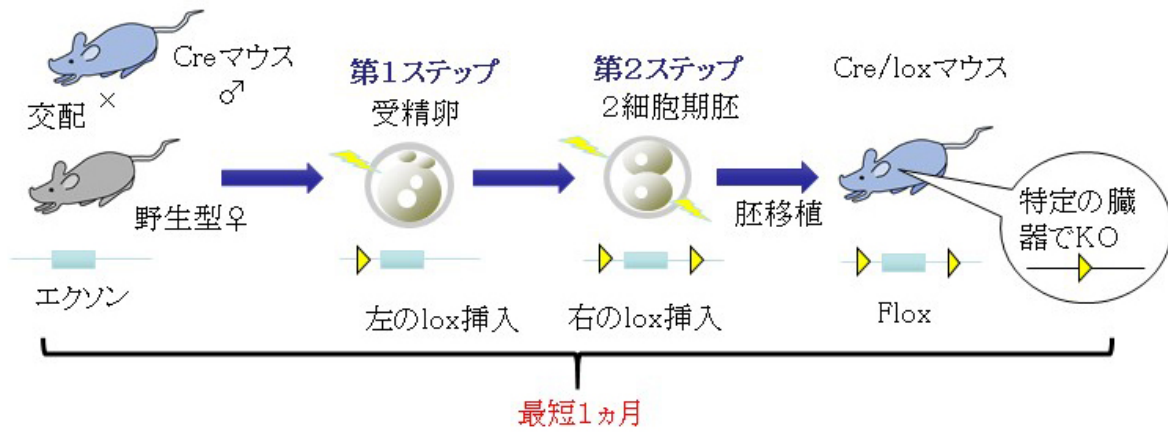 Creマウス
♂
交配 ×
野生型♀
エクソン
第1ステップ
受精卵
左のlox挿入
第2ステップ
2細胞期胚
右のlox挿入
胚移植
Cre/loxマウス
Flox
特定の臓
器でKO
最短1ヵ月